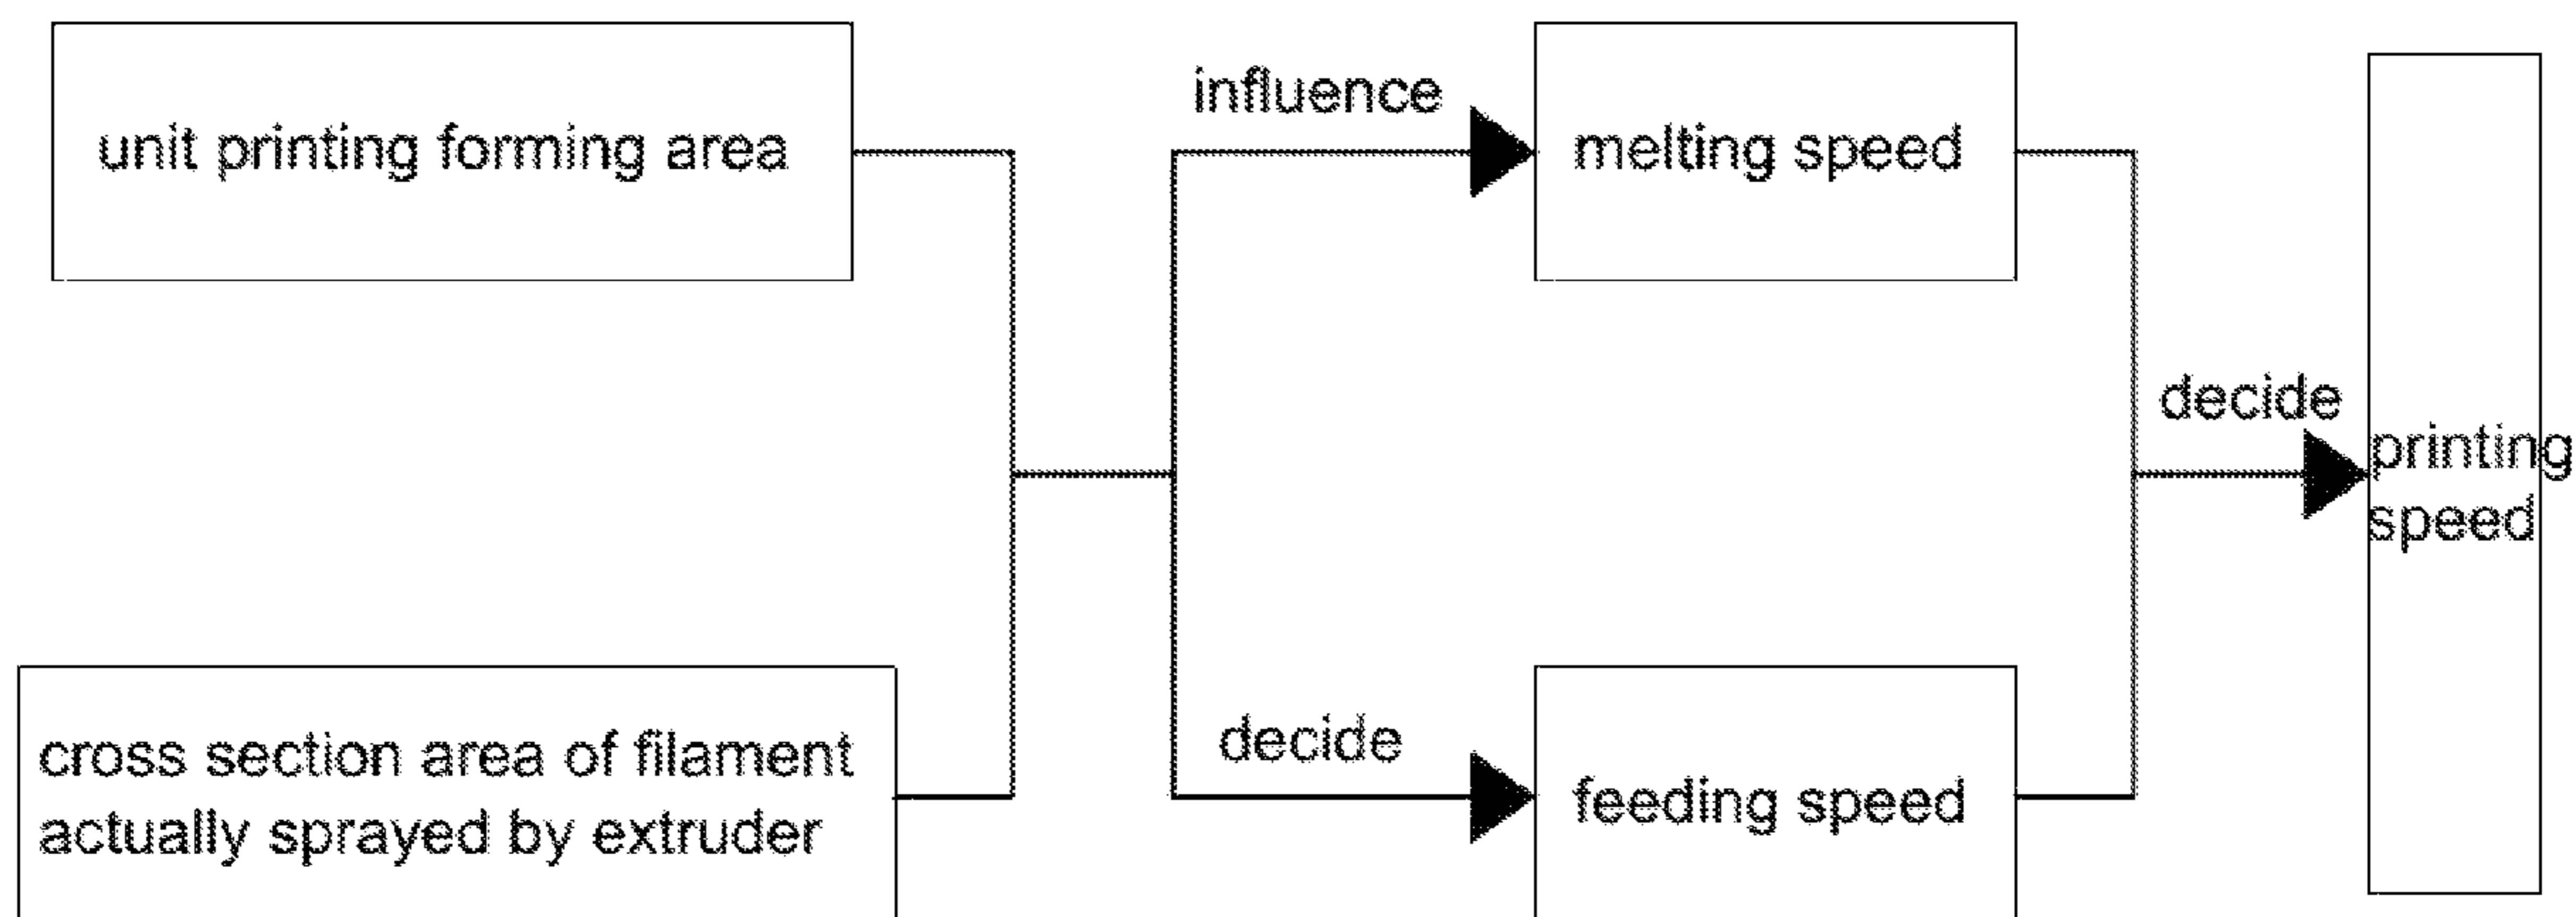 unit printing forming area
influence
melting speed
decide
printing
speed
cross section area of filament
actually sprayed by extruder
decide
feeding speed